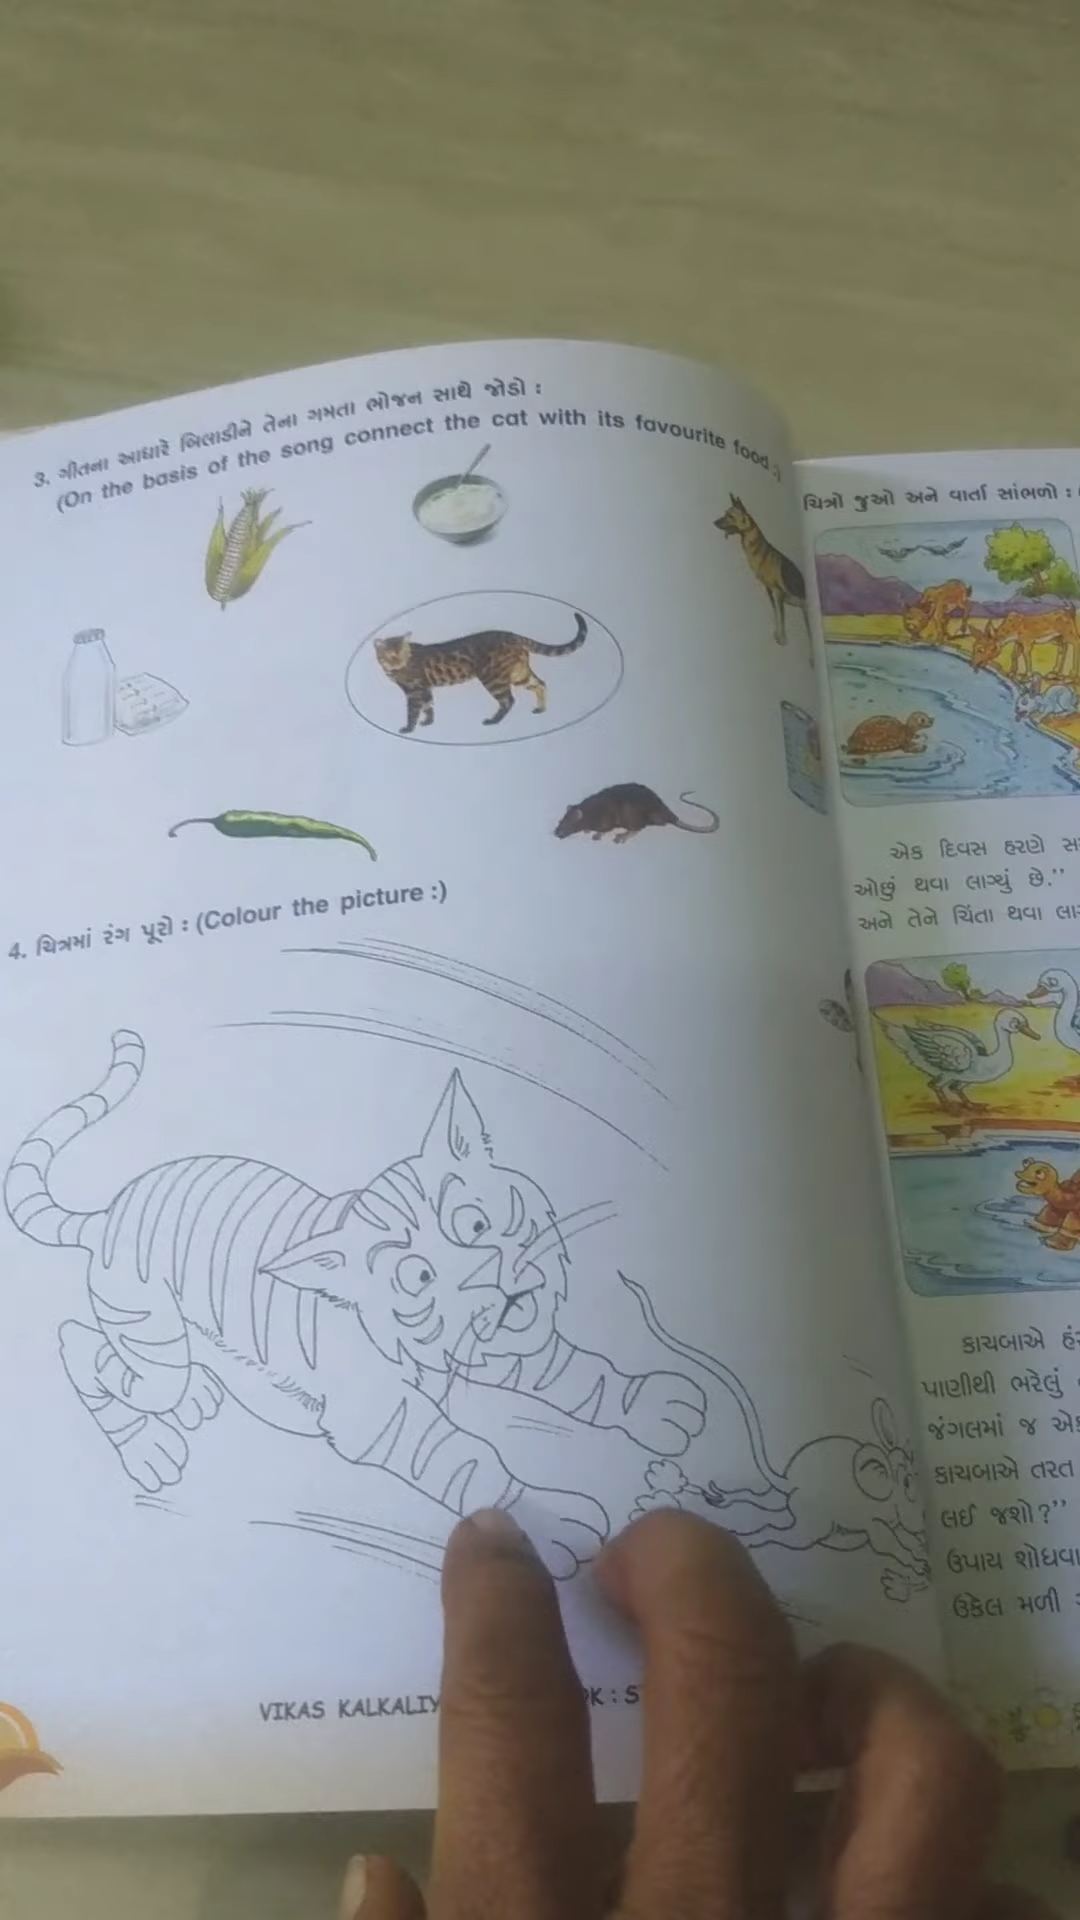 3. ગીતના આધારે બિલાડીને તેના ગમતા ભોજન સાથે જોડો :
(On the basis of the song connect the cat with its favourite food :)
4. ચિત્રમાં રંગ પૂરો : (Colour the picture :)
VIKAS
ચિત્રો જુઓ અને વાર્તા સાંભળો :
એક દિવસ હરણે
ઓછું થવા લાગ્યું છે.”
અને તેને ચિંતા થવા
કાચબાએ
પાણીથી ભરેલું
જંગલમાં જ
કાચબાએ તરત
લઈ જશો?”
ઉપાય શોધવા
ઉકેલ મળી